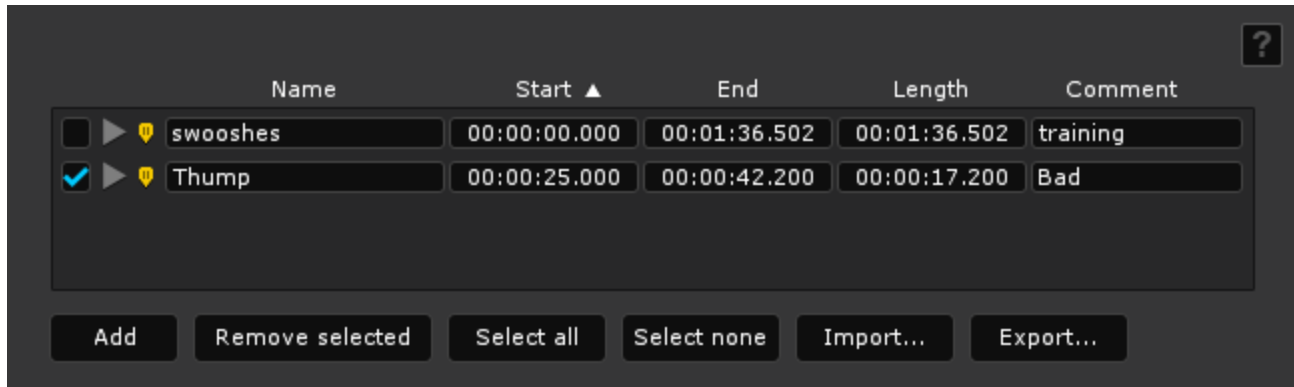 ?
Name Start ▲ End Length Comment
swooshes 00:00:00.000 00:01:36.502 00:01:36.502 training
Thump 00:00:25.000 00:00:42.200 00:00:17.200 Bad
Add Remove selected Select all Select none Import... Export...